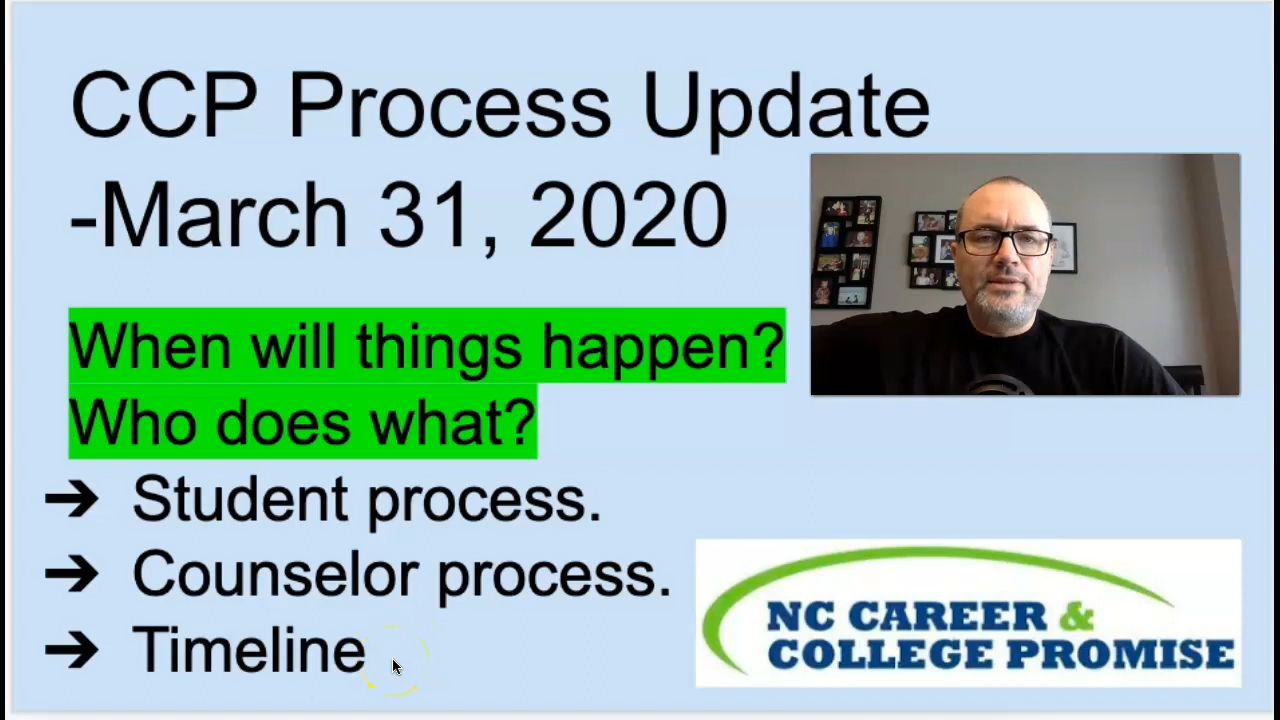 CCP Process Update
-March 31, 2020
When will things happen?
Who does what?
➔ Student process.
➔ Counselor process.
➔ Timeline
NC CAREER &
COLLEGE PROMISE